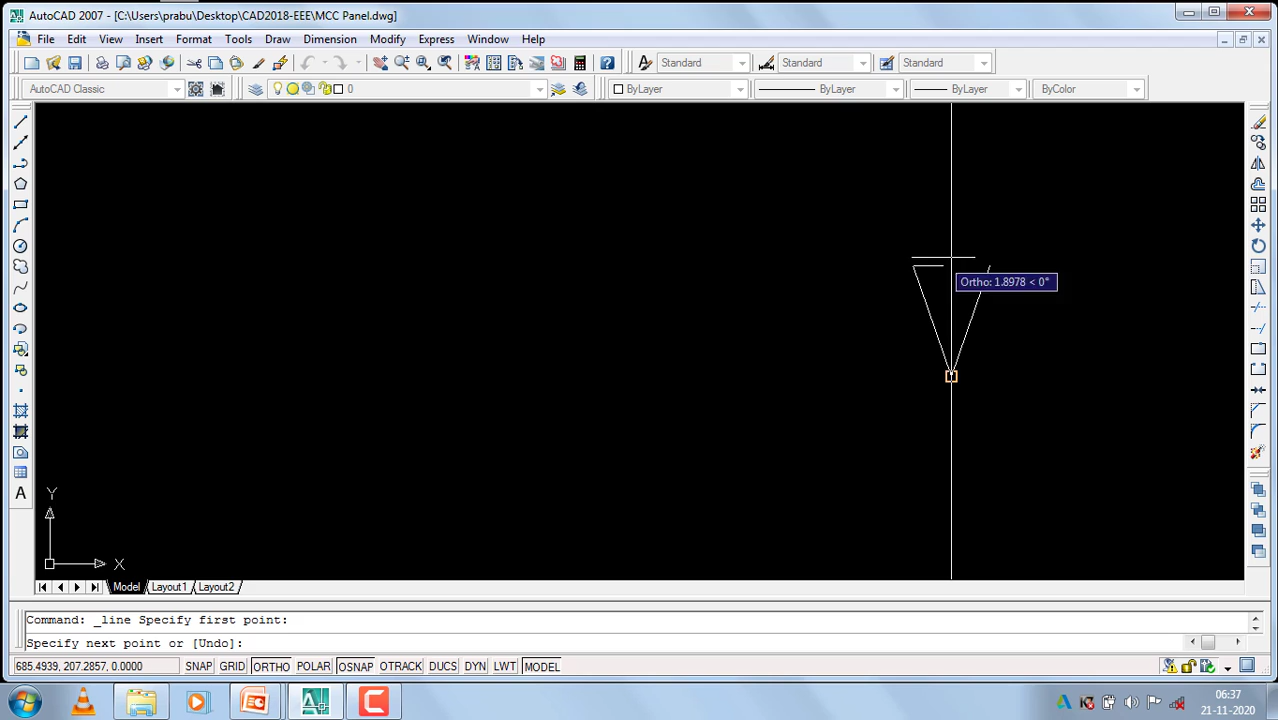 AutoCAD 2007 - [C:\Users\prabu\Desktop\CAD2018-EEE\MCC Panel.dwg]
File Edit View Insert Format Tools Draw Dimension Modify Express Window Help
Standard Standard Standard
AutoCAD Classic 0 ByLayer ByLayer ByLayer ByColor
Ortho: 1.8978 < 0°
Y
X
A
Model Layout1 Layout2
Command: _line Specify first point:
Specify next point or [Undo]:
685.4939, 207.2857, 0.0000 SNAP GRID ORTHO POLAR OSNAP OTRACK DUCS DYN LWT MODEL
06:37
21-11-2020